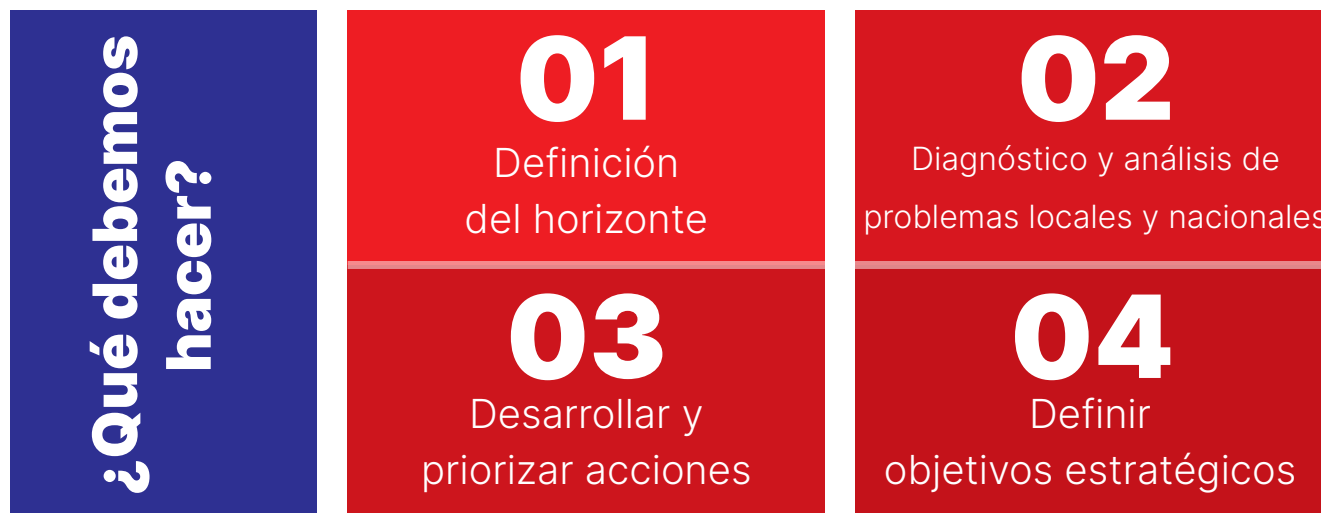 ¿Qué debemos
hacer?
01
Definición
del horizonte
02
Diagnóstico y análisis de
problemas locales y nacionales
03
Desarrollar y
priorizar acciones
04
Definir
objetivos estratégicos